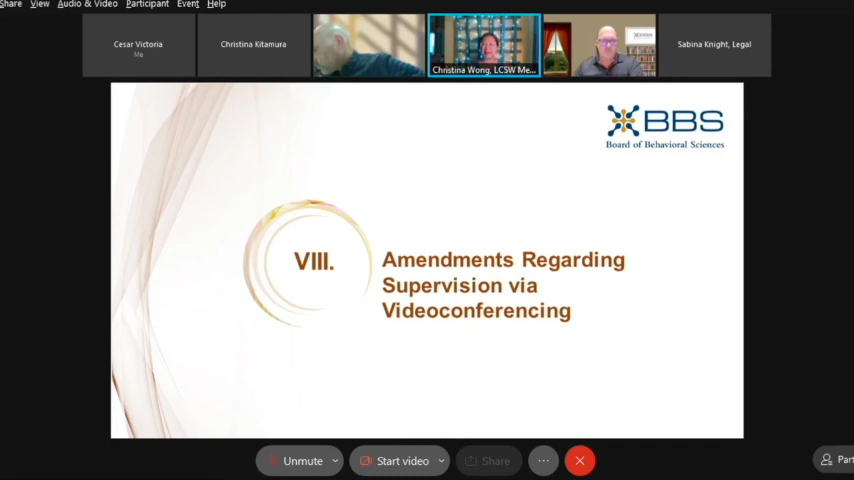 Share View Audio & Video Participant Event Help
Cesar Victoria
Me
Christina Kitamura
Christina Wong, LCSW Me...
Sabina Knight, Legal
BBS
Board of Behavioral Sciences
VIII.
Amendments Regarding
Supervision via
Videoconferencing
Unmute
Start video
Share
Part